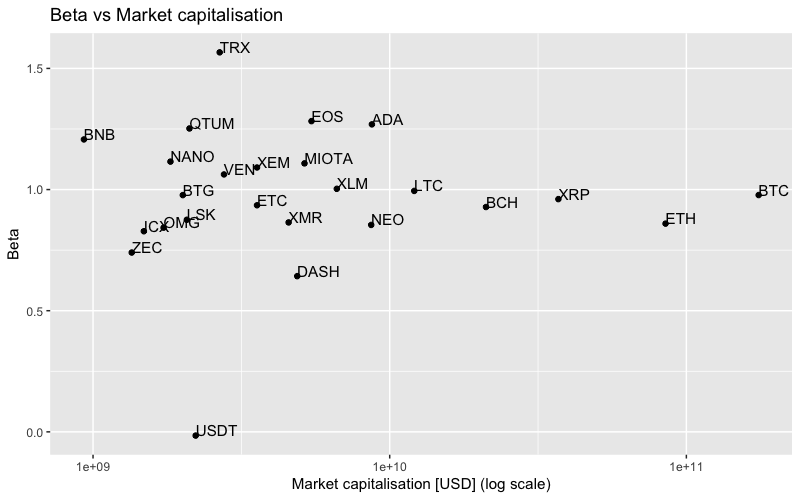 Beta vs Market capitalisation
TRX
1.5
EOS
ADA
QTUM
BNB
NANO
MIOTA
XEM
VEN
XLM
LTC
1.0
BTG
XRP
BTC
ETC
BCH
LSK
OMG
ICX
XMR
NEO
ETH
ZEC
DASH
Beta
0.5
0.0
USDT
1e+09
1e+10
1e+11
Market capitalisation [USD] (log scale)